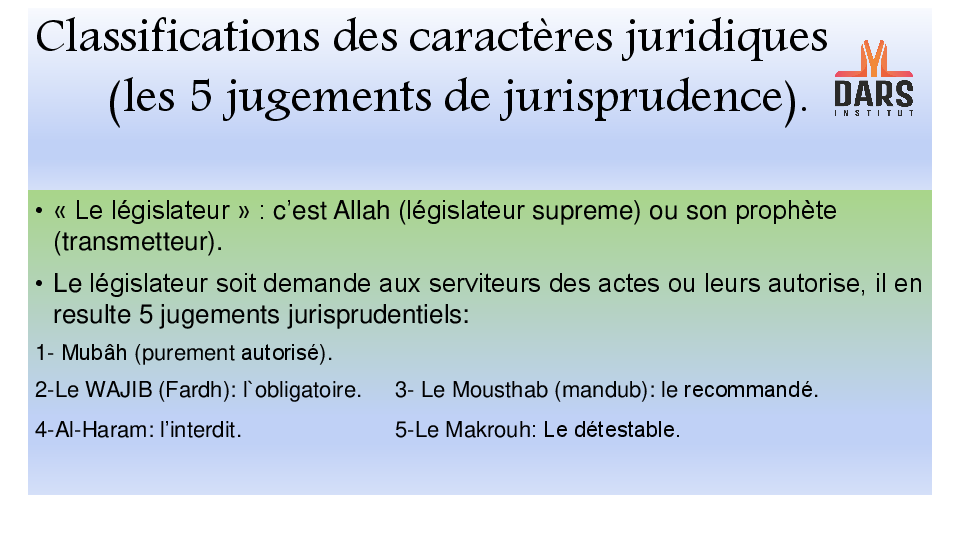 Classifications des caractères juridiques
(les 5 jugements de jurisprudence).
DARS
INSTITUT
• « Le législateur » : c’est Allah (législateur supreme) ou son prophète
(transmetteur).
• Le législateur soit demande aux serviteurs des actes ou leurs autorise, il en
resulte 5 jugements jurisprudentiels:
1- Mubâh (purement autorisé).
2-Le WAJIB (Fardh): l`obligatoire. 3- Le Mousthab (mandub): le recommandé.
4-Al-Haram: l’interdit. 5-Le Makrouh: Le détestable.